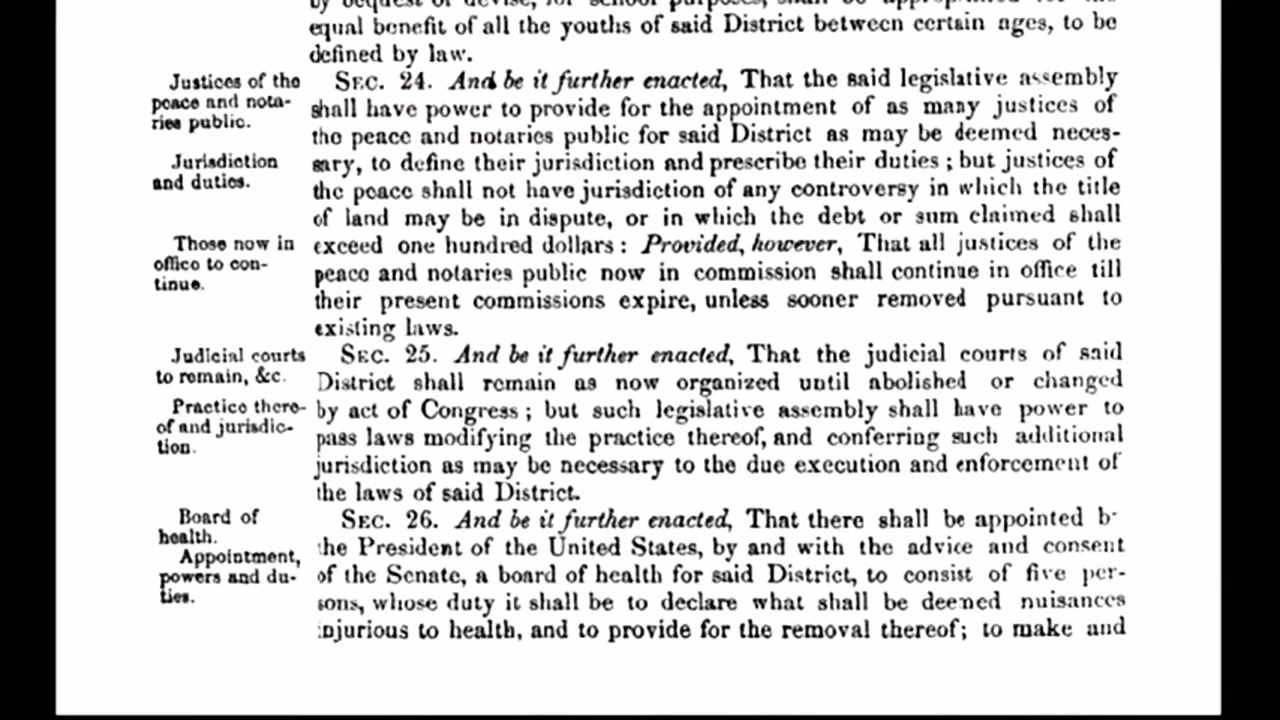 by bequest or devise, for school purposes, shall be appropriated for the
equal benefit of all the youths of said District between certain ages, to be
defined by law.
Justices of the
peace and nota-
ries public.
SEC. 24. And be it further enacted, That the said legislative assembly
shall have power to provide for the appointment of as many justices of
the peace and notaries public for said District as may be deemed neces-
Jurisdiction
and duties.
sary, to define their jurisdiction and prescribe their duties ; but justices of
the peace shall not have jurisdiction of any controversy in which the title
of land may be in dispute, or in which the debt or sum claimed shall
Those now in
office to con-
tinue.
exceed one hundred dollars : Provided, however, That all justices of the
peace and notaries public now in commission shall continue in office till
their present commissions expire, unless sooner removed pursuant to
existing laws.
Judicial courts
to remain, &c.
SEC. 25. And be it further enacted, That the judicial courts of said
District shall remain as now organized until abolished or changed
Practice there-
of and jurisdic-
tion.
by act of Congress ; but such legislative assembly shall have power to
pass laws modifying the practice thereof, and conferring such additional
jurisdiction as may be necessary to the due execution and enforcement of
the laws of said District.
Board of
health.
Appointment,
powers and du-
ties.
SEC. 26. And be it further enacted, That there shall be appointed b
the President of the United States, by and with the advice and consent
of the Senate, a board of health for said District, to consist of five per-
sons, whose duty it shall be to declare what shall be deemed nuisances
injurious to health, and to provide for the removal thereof; to make and